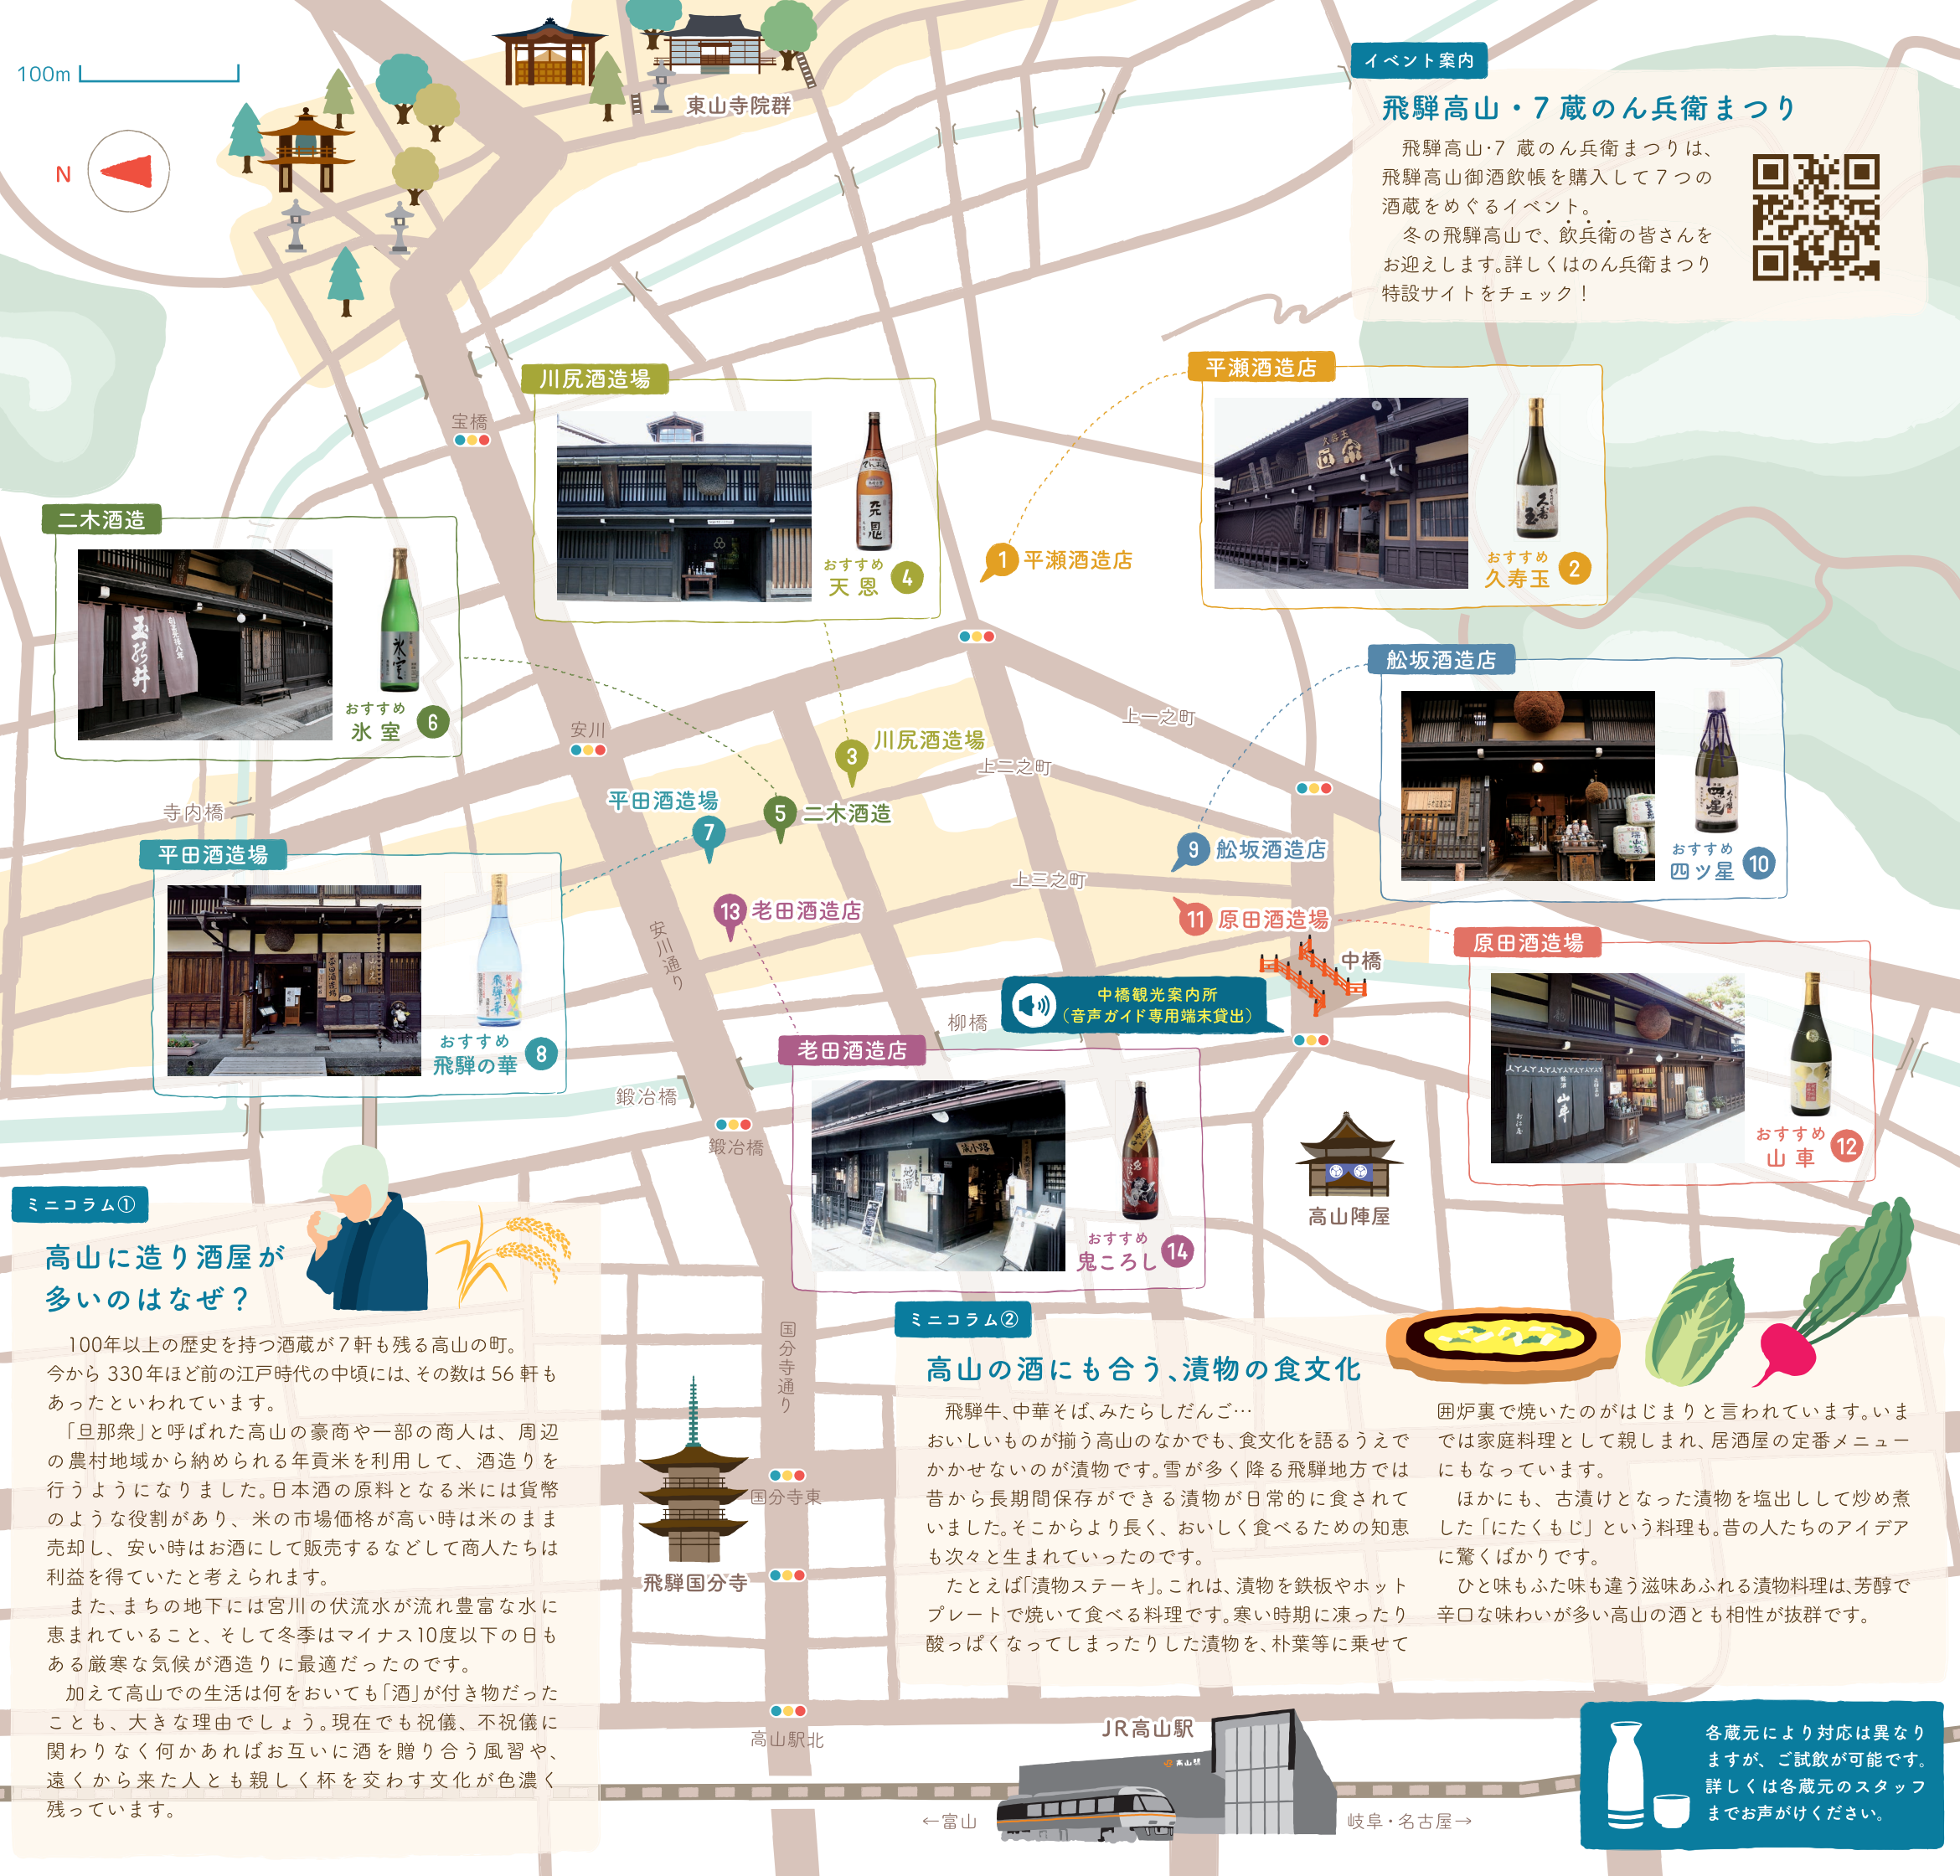 100m
N
東山寺院群
イベント案内
飛騨高山・7蔵のん兵衛まつり
飛騨高山・7 蔵のん兵衛まつりは、
飛騨高山御酒飲帳を購入して7つの
酒蔵をめぐるイベント。
冬の飛騨高山で、飲兵衛の皆さんを
お迎えします。詳しくはのん兵衛まつり
特設サイトをチェック！
宝橋
川尻酒造場
天恩
おすすめ
天 恩
4
平瀬酒造店
久寿玉
久寿玉
おすすめ
久寿玉
2
1 平瀬酒造店
二木酒造
玉の井
氷室
おすすめ
氷 室
6
舩坂酒造店
四ツ星
おすすめ
四ツ星
10
安川
上一之町
上二之町
上三之町
3 川尻酒造場
5 二木酒造
平田酒造場
7
寺内橋
9 舩坂酒造店
11 原田酒造場
13 老田酒造店
安川通り
中橋
中橋観光案内所
（音声ガイド専用端末貸出）
柳橋
平田酒造場
飛騨の華
おすすめ
飛騨の華
8
原田酒造場
山車
おすすめ
山 車
12
鍛冶橋
鍛冶橋
老田酒造店
蔵小路
地酒
おすすめ
鬼ころし
14
高山陣屋
ミニコラム①
高山に造り酒屋が
多いのはなぜ？
100年以上の歴史を持つ酒蔵が7軒も残る高山の町。
今から 330年ほど前の江戸時代の中頃には、その数は 56 軒も
あったといわれています。
「旦那衆」と呼ばれた高山の豪商や一部の商人は、周辺
の農村地域から納められる年貢米を利用して、酒造りを
行うようになりました。日本酒の原料となる米には貨幣
のような役割があり、米の市場価格が高い時は米のまま
売却し、安い時はお酒にして販売するなどして商人たちは
利益を得ていたと考えられます。
また、まちの地下には宮川の伏流水が流れ豊富な水に
恵まれていること、そして冬季はマイナス10度以下の日も
ある厳寒な気候が酒造りに最適だったのです。
加えて高山での生活は何をおいても「酒」が付き物だった
ことも、大きな理由でしょう。現在でも祝儀、不祝儀に
関わりなく何かあればお互いに酒を贈り合う風習や、
遠くから来た人とも親しく杯を交わす文化が色濃く
残っています。
国分寺通り
国分寺東
飛騨国分寺
高山駅北
ミニコラム②
高山の酒にも合う、漬物の食文化
飛騨牛、中華そば、みたらしだんご…
おいしいものが揃う高山のなかでも、食文化を語るうえで
かかせないのが漬物です。雪が多く降る飛騨地方では
昔から長期間保存ができる漬物が日常的に食されて
いました。そこからより長く、おいしく食べるための知恵
も次々と生まれていったのです。
たとえば「漬物ステーキ」。これは、漬物を鉄板やホット
プレートで焼いて食べる料理です。寒い時期に凍ったり
酸っぱくなってしまったりした漬物を、朴葉等に乗せて
囲炉裏で焼いたのがはじまりと言われています。いま
では家庭料理として親しまれ、居酒屋の定番メニュー
にもなっています。
ほかにも、古漬けとなった漬物を塩出しして炒め煮
した「にたくもじ」という料理も。昔の人たちのアイデア
に驚くばかりです。
ひと味もふた味も違う滋味あふれる漬物料理は、芳醇で
辛口な味わいが多い高山の酒とも相性が抜群です。
JR高山駅
高山駅
←富山
岐阜・名古屋→
各蔵元により対応は異なり
ますが、ご試飲が可能です。
詳しくは各蔵元のスタッフ
までお声がけください。